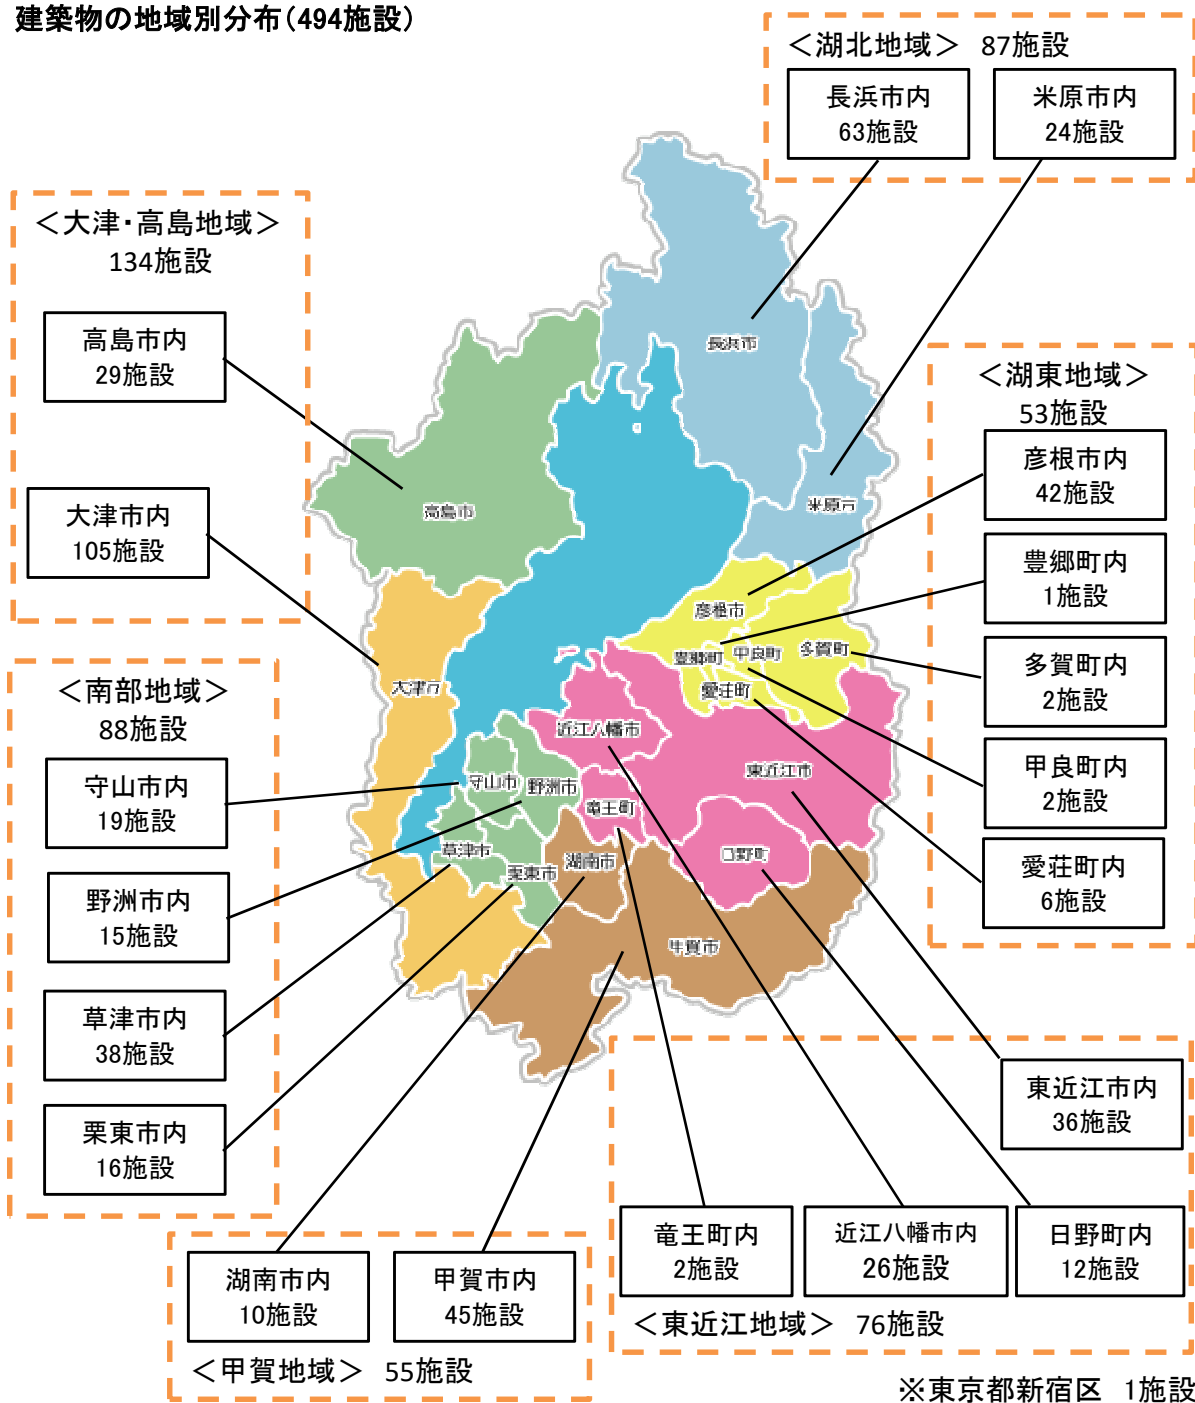 建築物の地域別分布(494施設)
＜湖北地域＞ 87施設
長浜市内
63施設
米原市内
24施設
＜大津・高島地域＞
134施設
高島市内
29施設
大津市内
105施設
＜湖東地域＞
53施設
彦根市内
42施設
豊郷町内
1施設
多賀町内
2施設
甲良町内
2施設
愛荘町内
6施設
＜南部地域＞
88施設
守山市内
19施設
野洲市内
15施設
草津市内
38施設
栗東市内
16施設
長浜市
米原市
高島市
彦根市
豊郷町
甲良町
多賀町
愛荘町
大津市
近江八幡市
東近江市
守山市
野洲市
竜王町
草津市
栗東市
湖南市
日野町
甲賀市
東近江市内
36施設
竜王町内
2施設
近江八幡市内
26施設
日野町内
12施設
＜東近江地域＞ 76施設
湖南市内
10施設
甲賀市内
45施設
＜甲賀地域＞ 55施設
※東京都新宿区 1施設